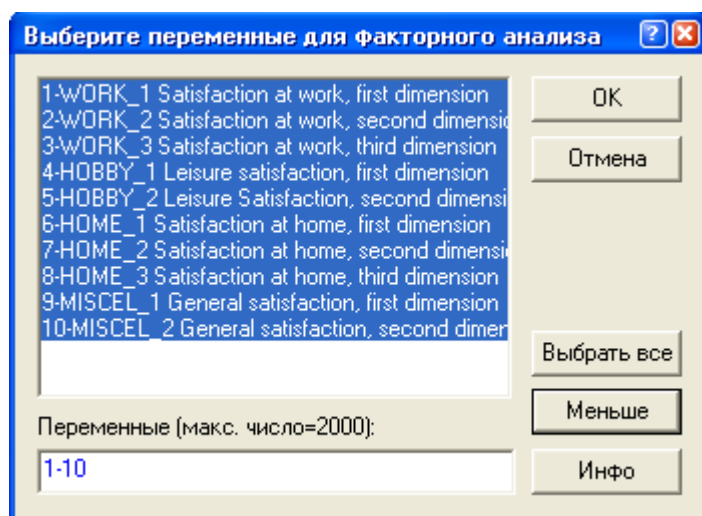 Выберите переменные для факторного анализа
1-WORK_1 Satisfaction at work, first dimension
2-WORK_2 Satisfaction at work, second dimensio
3-WORK_3 Satisfaction at work, third dimension
4-HOBBY_1 Leisure satisfaction, first dimension
5-HOBBY_2 Leisure Satisfaction, second dimensi
6-HOME_1 Satisfaction at home, first dimension
7-HOME_2 Satisfaction at home, second dimensio
8-HOME_3 Satisfaction at home, third dimension
9-MISCEL_1 General satisfaction, first dimension
10-MISCEL_2 General satisfaction, second dimen
OK
Отмена
Выбрать все
Меньше
Инфо
Переменные (макс. число=2000):
1-10